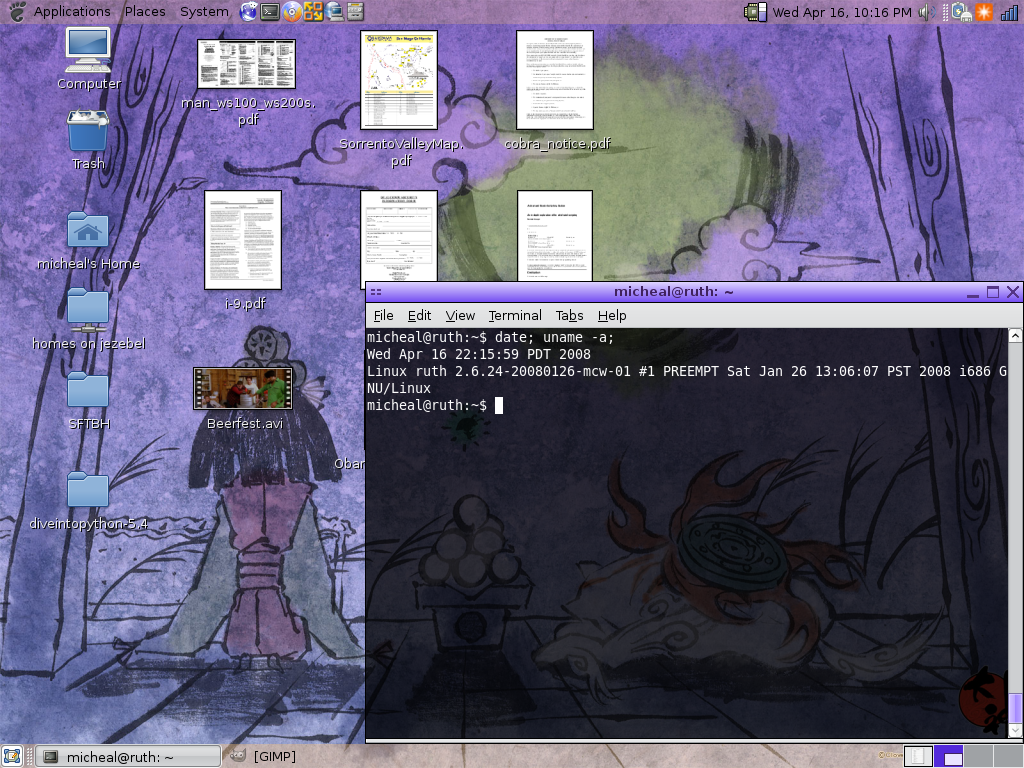 Applications Places System
Wed Apr 16, 10:16 PM
Computer
man_ws100_ws200s.
pdf
SorrentoValleyMap.
pdf
cobra_notice.pdf
Trash
micheal's Home
i-9.pdf
homes on jezebel
SFTBH
Beerfest.avi
Obar
diveintopython-5.4
micheal@ruth: ~
File Edit View Terminal Tabs Help
micheal@ruth:~$ date; uname -a;
Wed Apr 16 22:15:59 PDT 2008
Linux ruth 2.6.24-20080126-mcw-01 #1 PREEMPT Sat Jan 26 13:06:07 PST 2008 i686 G
NU/Linux
micheal@ruth:~$
micheal@ruth: ~
[GIMP]